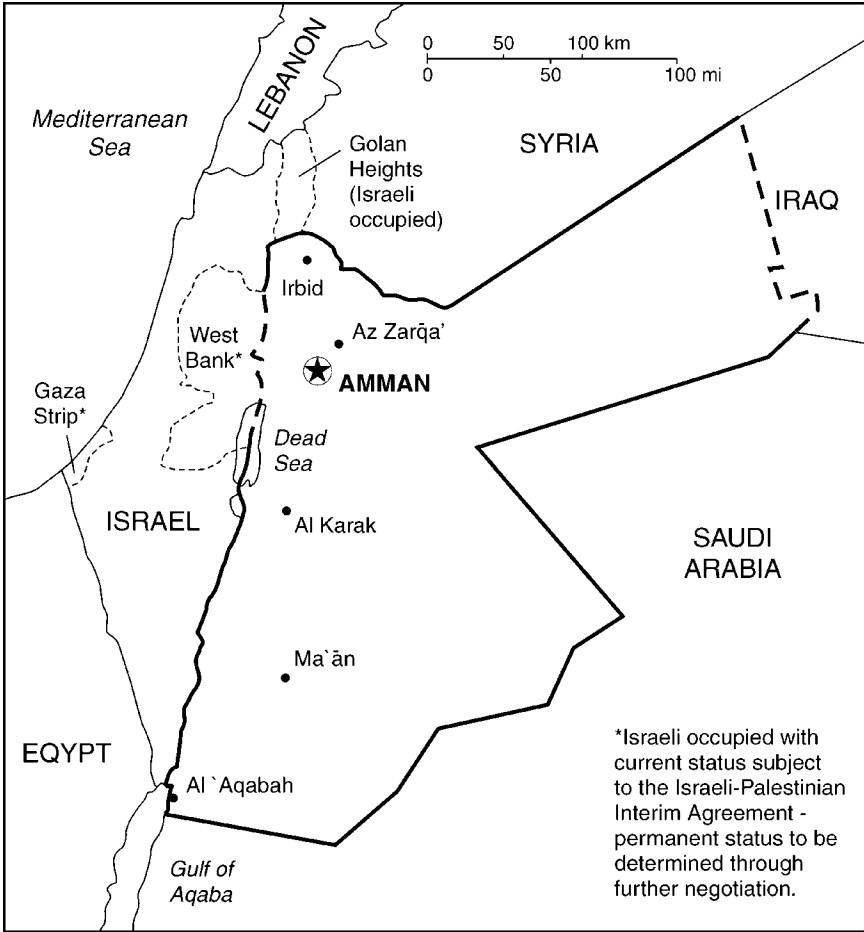 LEBANON
0 50 100 km
0 50 100 mi
Mediterranean
Sea
Golan
Heights
(Israeli
occupied)
SYRIA
IRAQ
Irbid
West
Bank*
Az Zarq̄a’
AMMAN
Gaza
Strip*
Dead
Sea
ISRAEL
Al Karak
SAUDI
ARABIA
Ma`ān
EQYPT
Al `Aqabah
*Israeli occupied with
current status subject
to the Israeli-Palestinian
Interim Agreement -
permanent status to be
determined through
further negotiation.
Gulf of
Aqaba